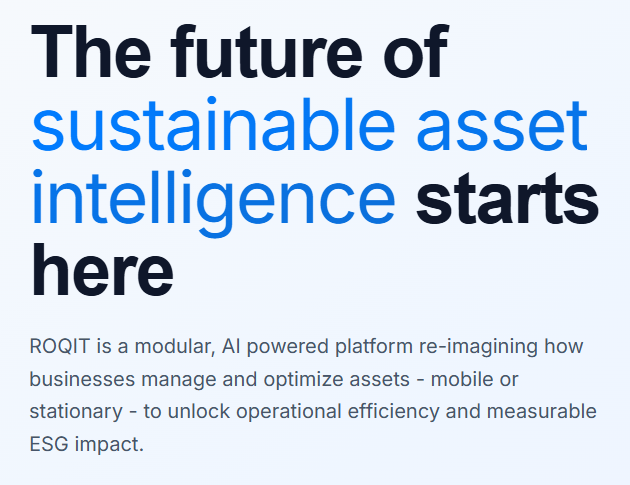 The future of
sustainable asset
intelligence starts
here
ROQIT is a modular, AI powered platform re-imagining how
businesses manage and optimize assets - mobile or
stationary - to unlock operational efficiency and measurable
ESG impact.